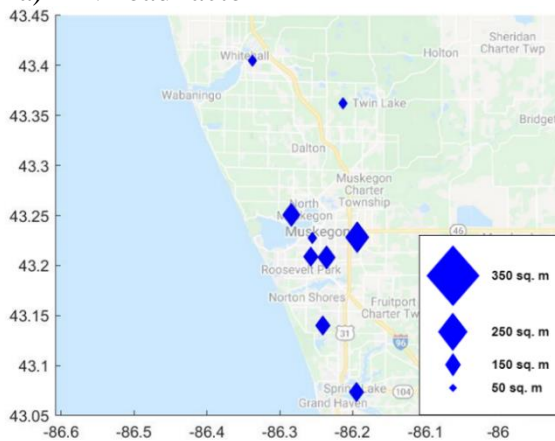 43.45
43.4
43.35
43.3
43.25
43.2
43.15
43.1
43.05
-86.6
-86.5
-86.4
-86.3
-86.2
-86.1
-86
Whitehall
Wabaningo
Holton
Sheridan
Charter Twp
Twin Lake
Bridget
Dalton
Muskegon
Charter
Township
North
Muskegon
Muskegon
46
Roosevelt Park
Norton Shores
Fruitport
Charter Twp
31
96
Spring Lake
104
Grand Haven
350 sq. m
250 sq. m
150 sq. m
50 sq. m